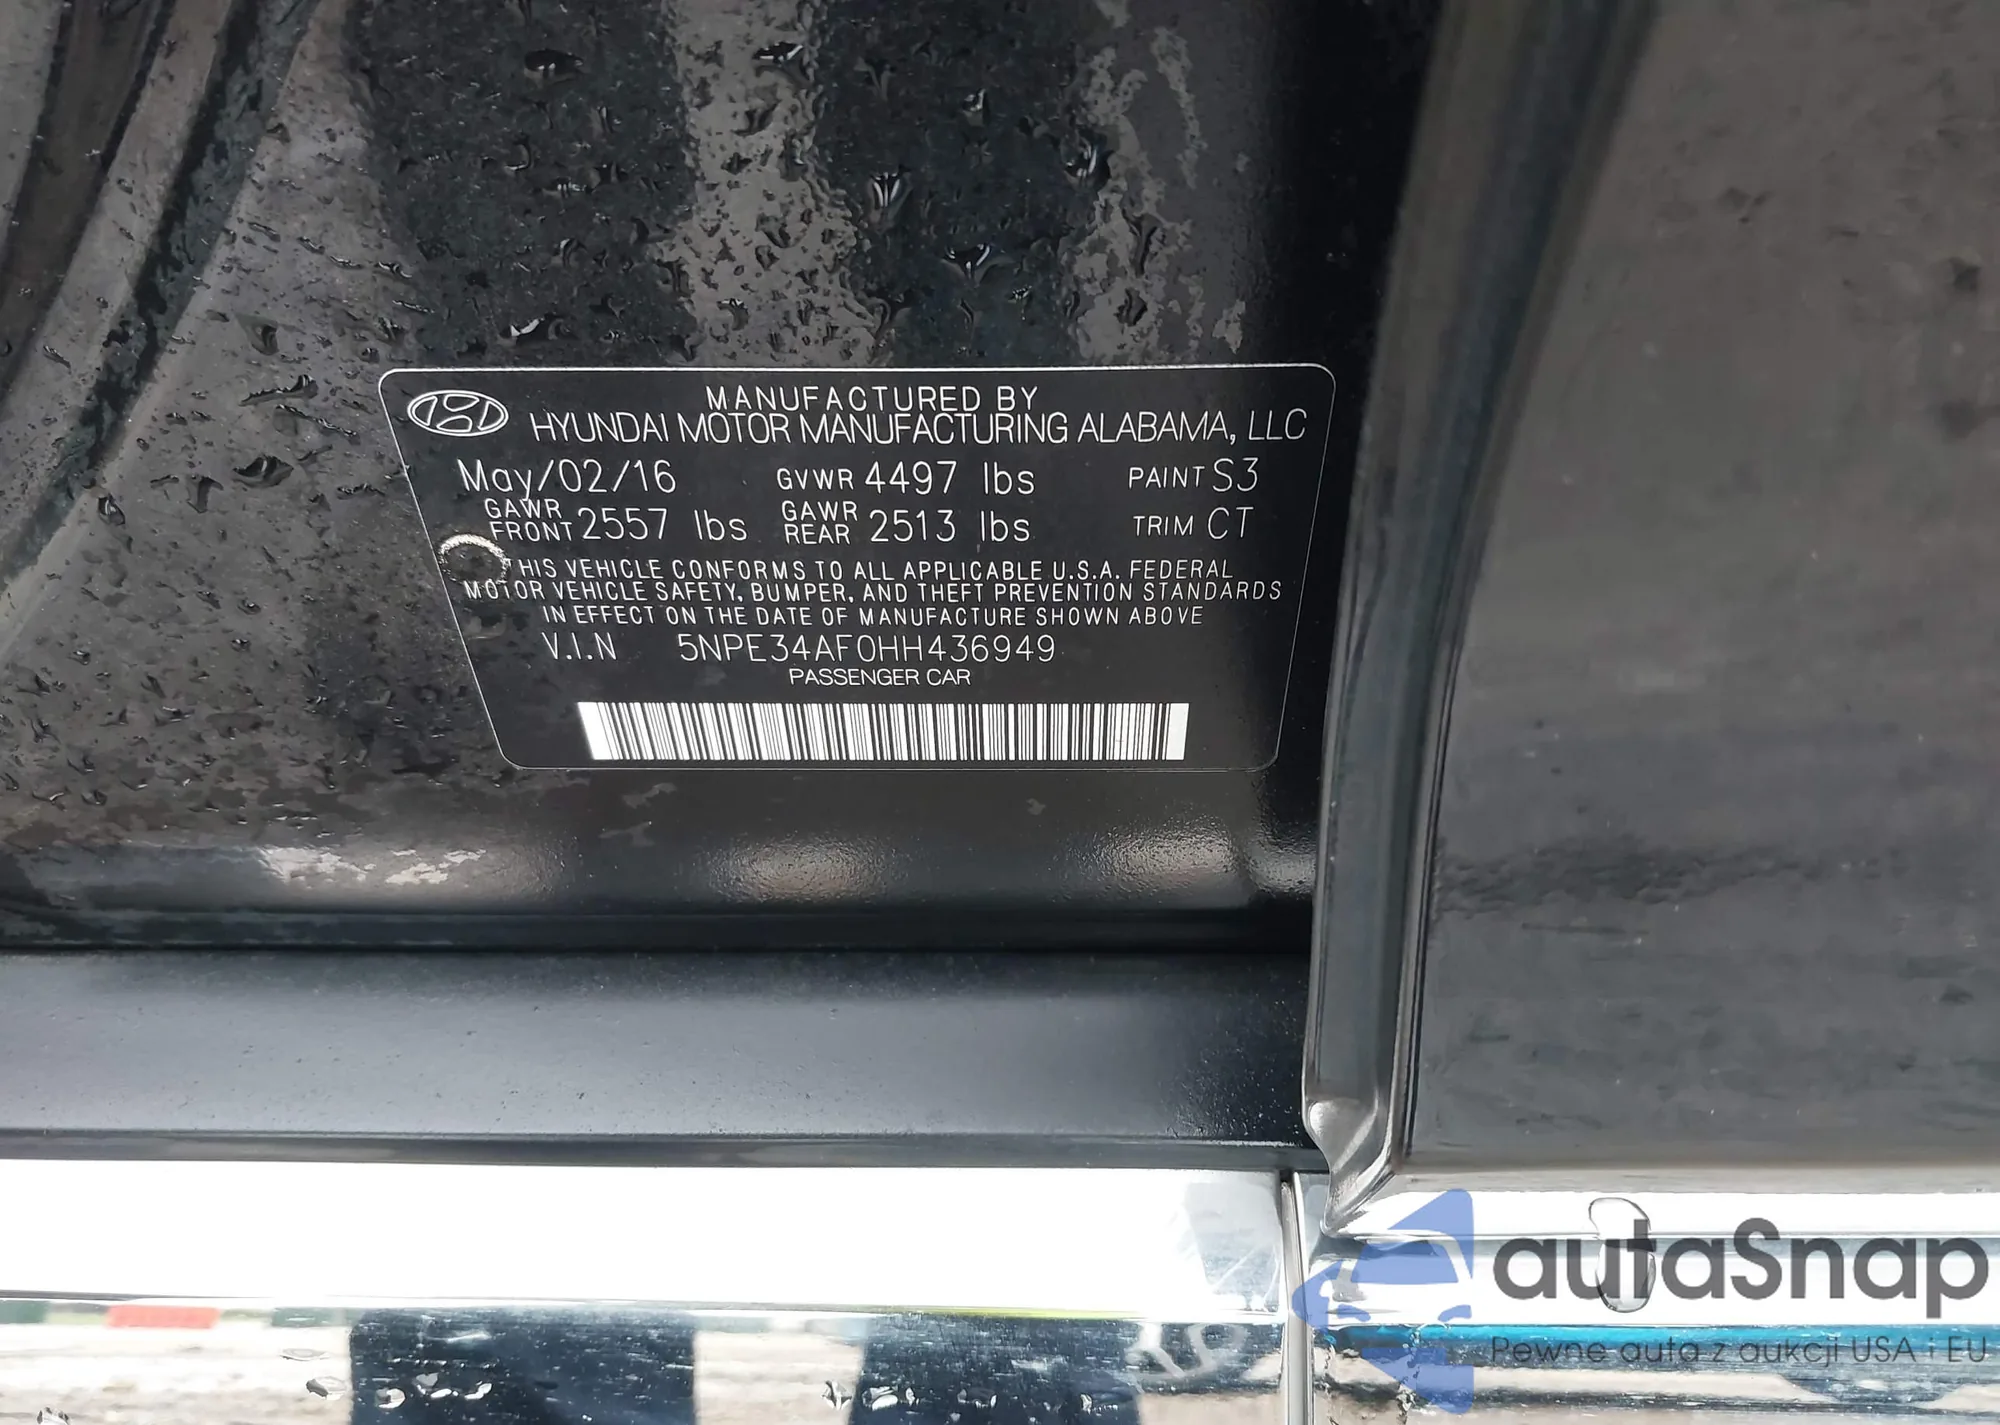 MANUFACTURED BY
HYUNDAI MOTOR MANUFACTURING ALABAMA, LLC
May/02/16 GVWR 4497 lbs PAINT S3
GAWR FRONT 2557 lbs GAWR REAR 2513 lbs TRIM CT
THIS VEHICLE CONFORMS TO ALL APPLICABLE U.S.A. FEDERAL
MOTOR VEHICLE SAFETY, BUMPER, AND THEFT PREVENTION STANDARDS
IN EFFECT ON THE DATE OF MANUFACTURE SHOWN ABOVE
V.I.N 5NPE34AF0HH436949
PASSENGER CAR
autaSnap
Pewne auta z aukcji USA i EU